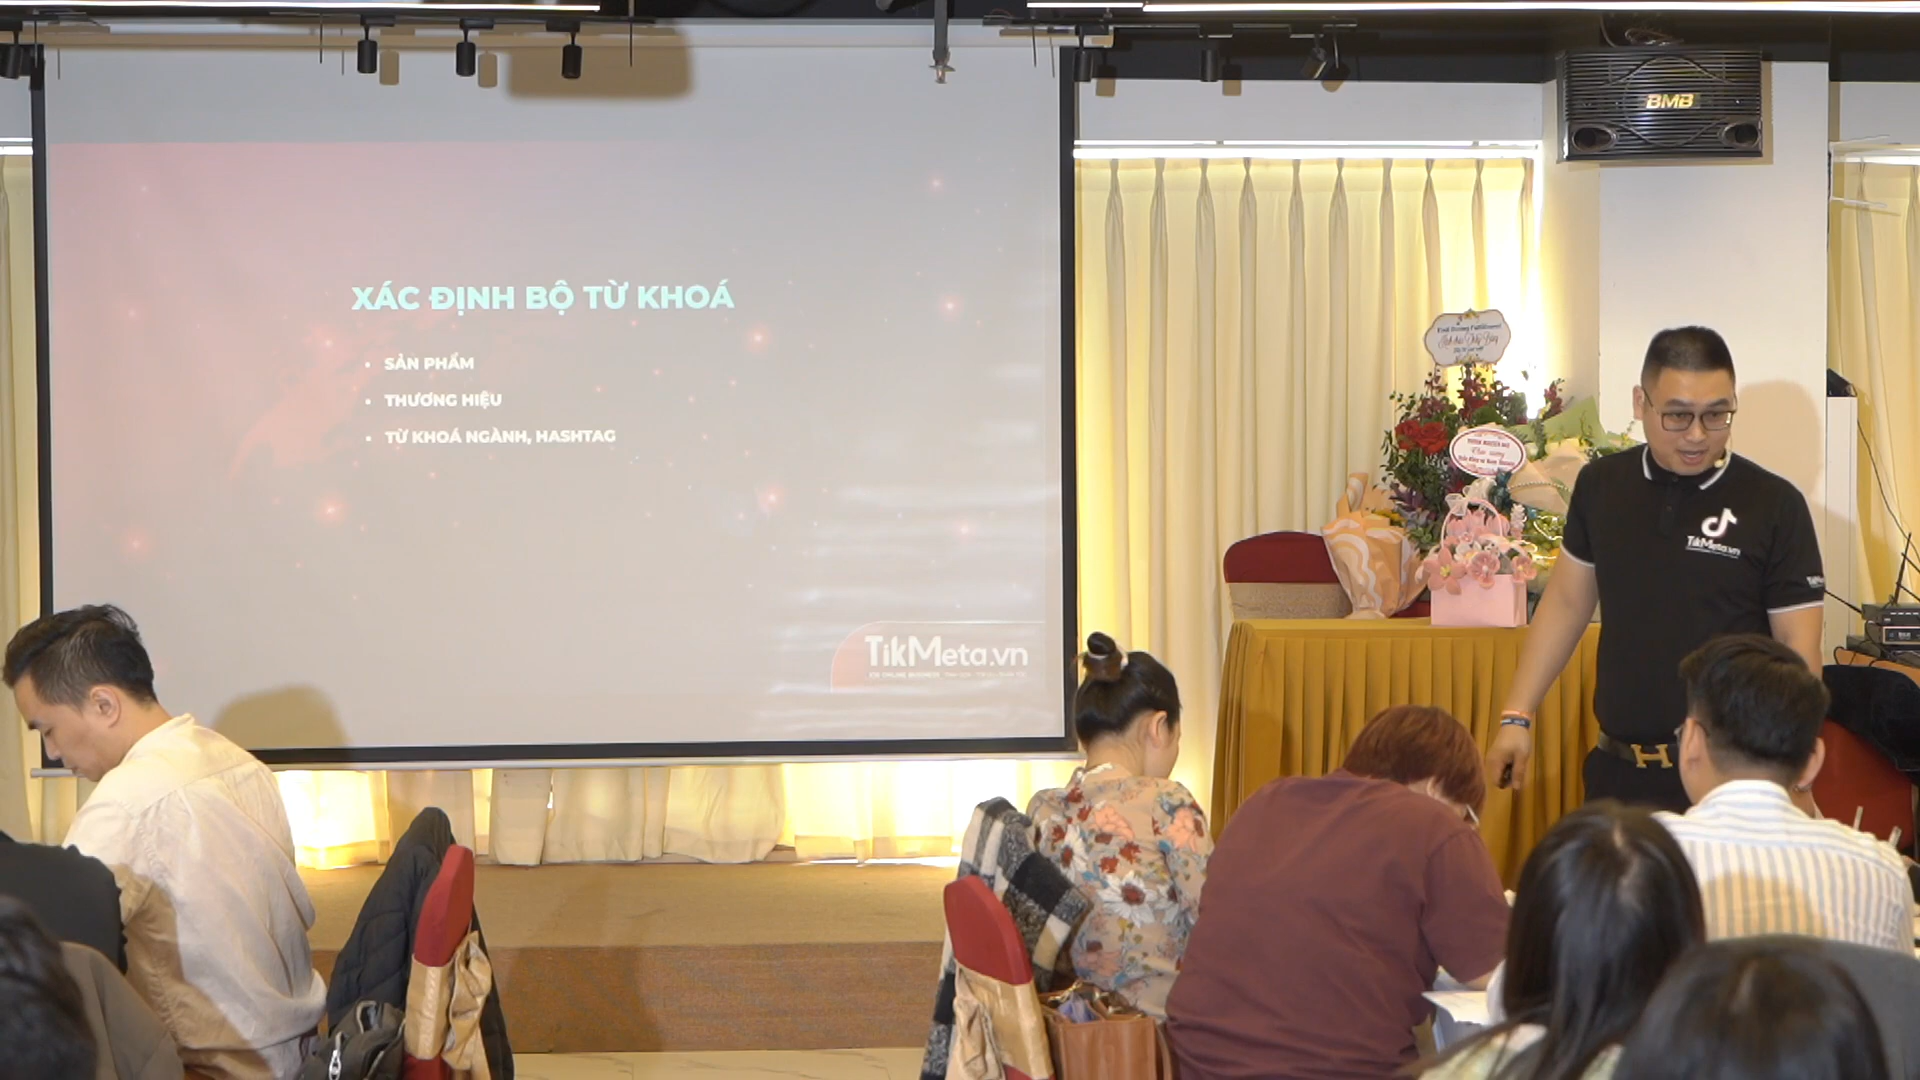 BMB
XÁC ĐỊNH BỘ TỪ KHOÁ
• SẢN PHẨM
• THƯƠNG HIỆU
• TỪ KHOÁ NGÀNH, HASHTAG
TikMeta.vn
TikMeta.vn